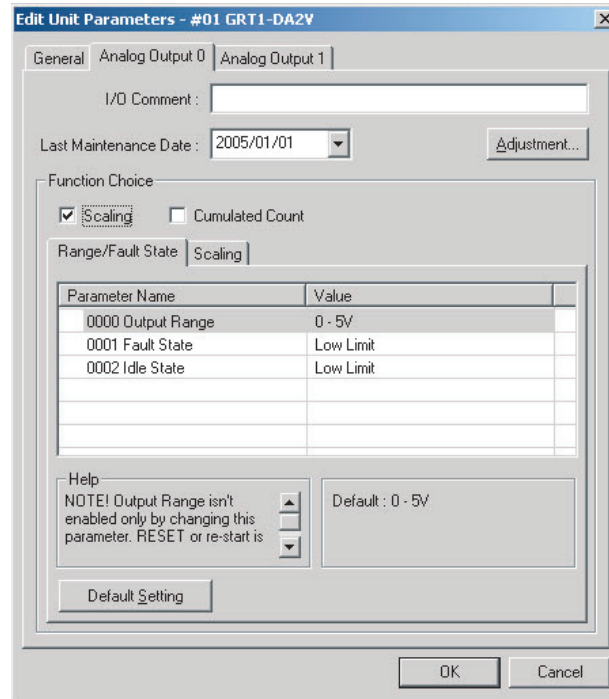 Edit Unit Parameters - #01 GRT1-DA2V
General Analog Output 0 Analog Output 1
I/O Comment :
Last Maintenance Date : 2005/01/01 Adjustment...
Function Choice
Scaling Cumulated Count
Range/Fault State Scaling
Parameter Name Value
0000 Output Range 0 - 5V
0001 Fault State Low Limit
0002 Idle State Low Limit
Help
NOTE! Output Range isn't
enabled only by changing this
parameter. RESET or re-start is
Default : 0 - 5V
Default Setting
OK Cancel